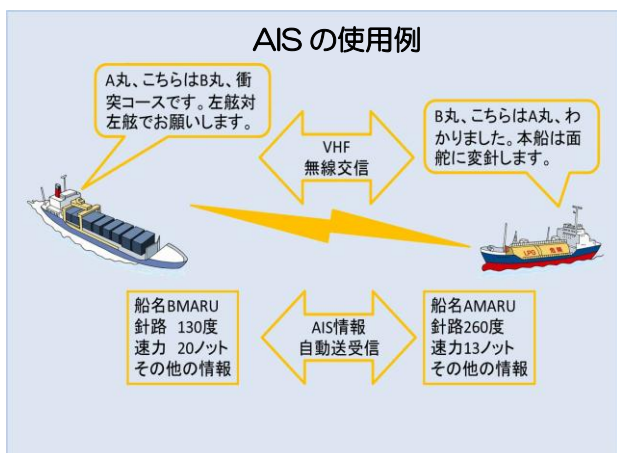 AIS の使用例
A丸、こちらはB丸、衝
突コースです。左舷対
左舷でお願いします。
B丸、こちらはA丸、わ
かりました。本船は面
舵に変針します。
VHF
無線交信
LPG
船名BMARU
針路 130度
速力 20ノット
その他の情報
AIS情報
自動送受信
船名AMARU
針路260度
速力13ノット
その他の情報